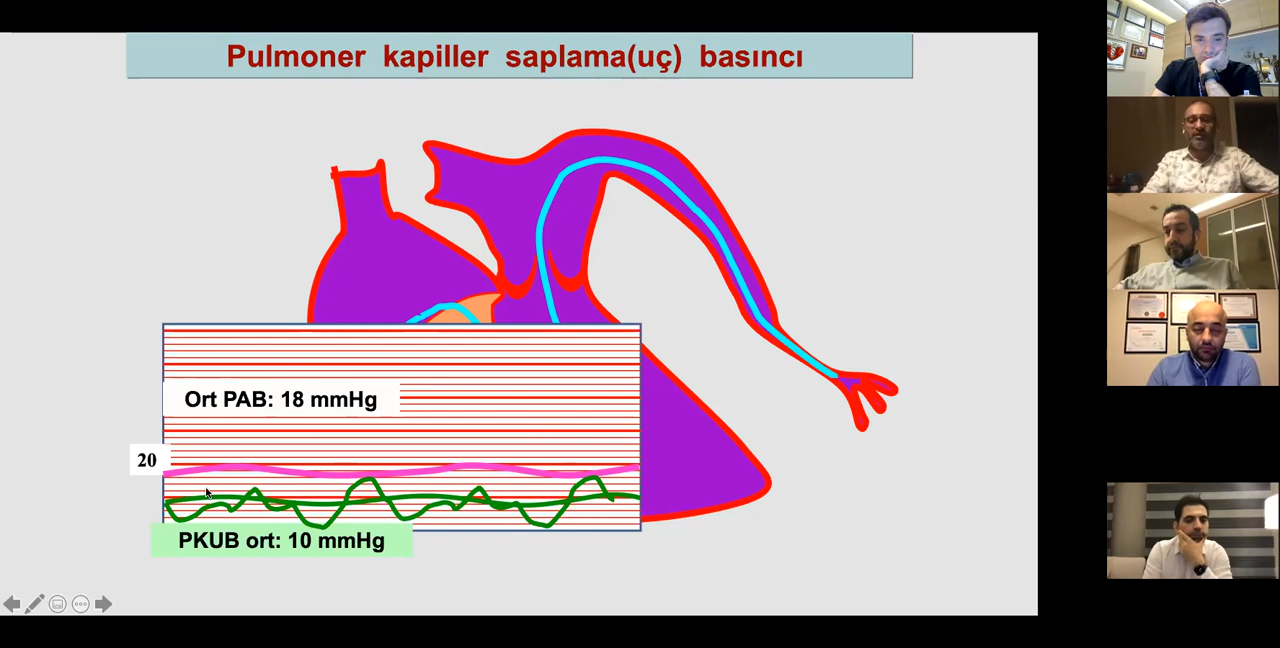 Pulmoner kapiller saplama(uç) basıncı
Ort PAB: 18 mmHg
20
PKUB ort: 10 mmHg